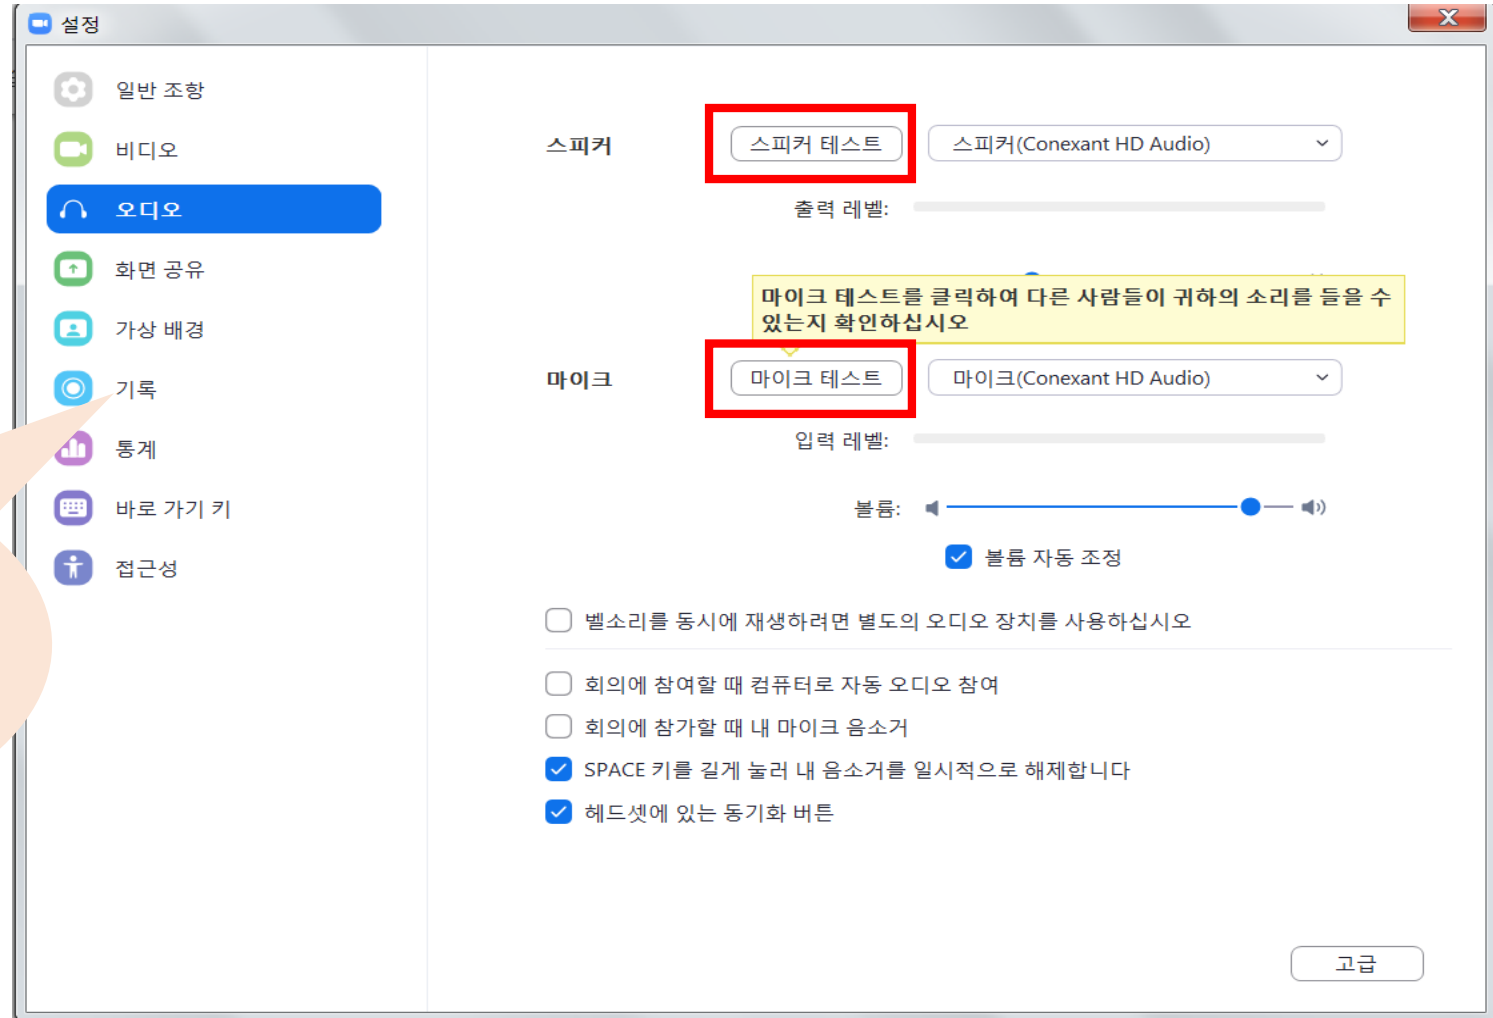 설정
일반 조항
비디오
오디오
화면 공유
가상 배경
기록
통계
바로 가기 키
접근성
스피커
스피커 테스트
스피커(Conexant HD Audio)
출력 레벨:
마이크 테스트를 클릭하여 다른 사람들이 귀하의 소리를 들을 수
있는지 확인하십시오
마이크
마이크 테스트
마이크(Conexant HD Audio)
입력 레벨:
볼륨:
볼륨 자동 조정
벨소리를 동시에 재생하려면 별도의 오디오 장치를 사용하십시오
회의에 참여할 때 컴퓨터로 자동 오디오 참여
회의에 참가할 때 내 마이크 음소거
SPACE 키를 길게 눌러 내 음소거를 일시적으로 해제합니다
헤드셋에 있는 동기화 버튼
고급